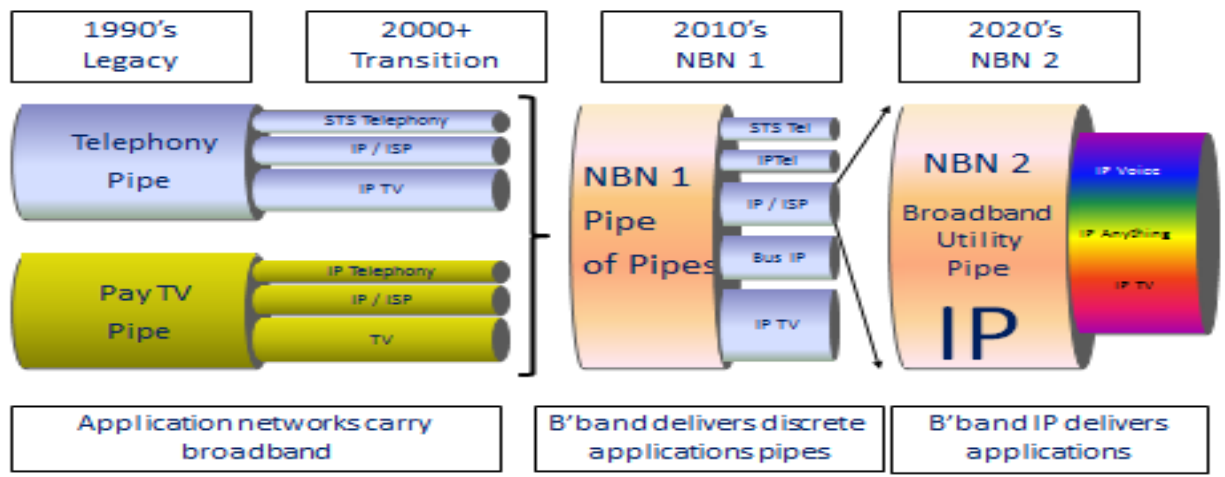 1990's
Legacy
2000+
Transition
2010's
NBN 1
2020's
NBN 2
Telephony
Pipe
STS Telephony
IP / ISP
IP TV
Pay TV
Pipe
IP Telephony
IP / ISP
TV
NBN 1
Pipe
of Pipes
STS Tel
IPTel
IP / ISP
Bus IP
IP TV
NBN 2
Broadband
Utility
Pipe
IP
IP Voice
IP Anything
IP TV
Application networks carry
broadband
B'band delivers discrete
applications pipes
B'band IP delivers
applications